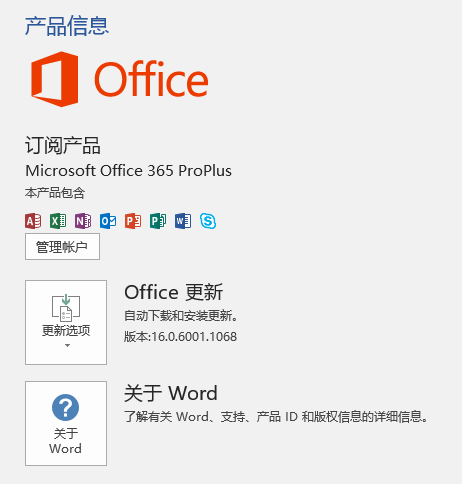 产品信息
Office
订阅产品
Microsoft Office 365 ProPlus
本产品包含
管理帐户
Office 更新
自动下载和安装更新。
版本:16.0.6001.1068
更新选项
关于 Word
了解有关 Word、支持、产品 ID 和版权信息的详细信息。
关于
Word